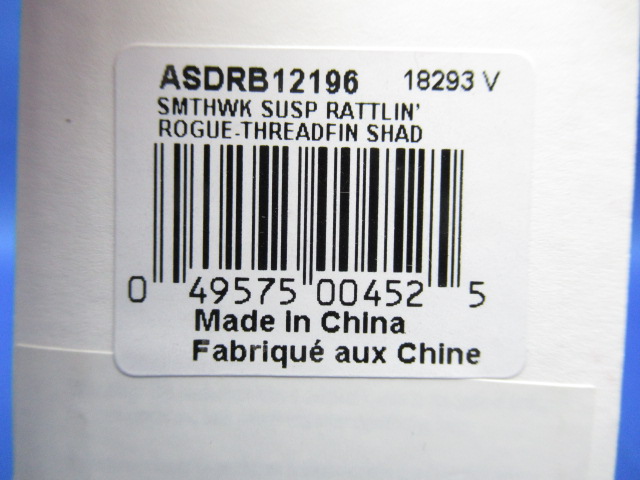 ASDRB12196 18293 V
SMTHWK SUSP RATTLIN'
ROGUE-THREADFIN SHAD
0 49575 00452 5
Made in China
Fabriqué aux Chine